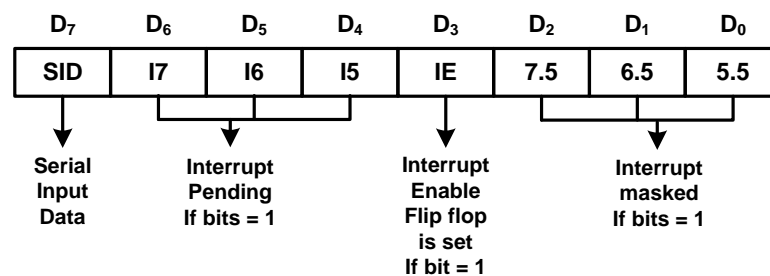 D7 D6 D5 D4 D3 D2 D1 D0
SID I7 I6 I5 IE 7.5 6.5 5.5
Serial
Input
Data
Interrupt
Pending
If bits = 1
Interrupt
Enable
Flip flop
is set
If bit = 1
Interrupt
masked
If bits = 1